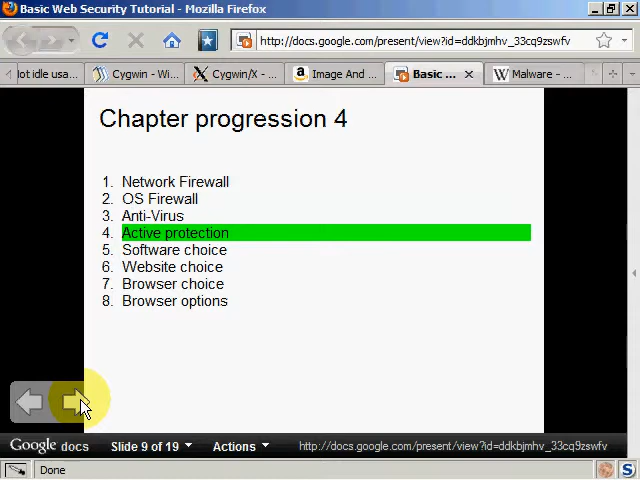 Basic Web Security Tutorial - Mozilla Firefox
http://docs.google.com/present/view?id=ddkbjmhv_33cq9zswfv
Not idle usa...
Cygwin - Wi...
Cygwin/X - ...
Image And ...
Basic ...
Malware - ...
Chapter progression 4
1. Network Firewall
2. OS Firewall
3. Anti-Virus
4. Active protection
5. Software choice
6. Website choice
7. Browser choice
8. Browser options
Google docs
Slide 9 of 19
Actions
http://docs.google.com/present/view?id=ddkbjmhv_33cq9zswfv
Done